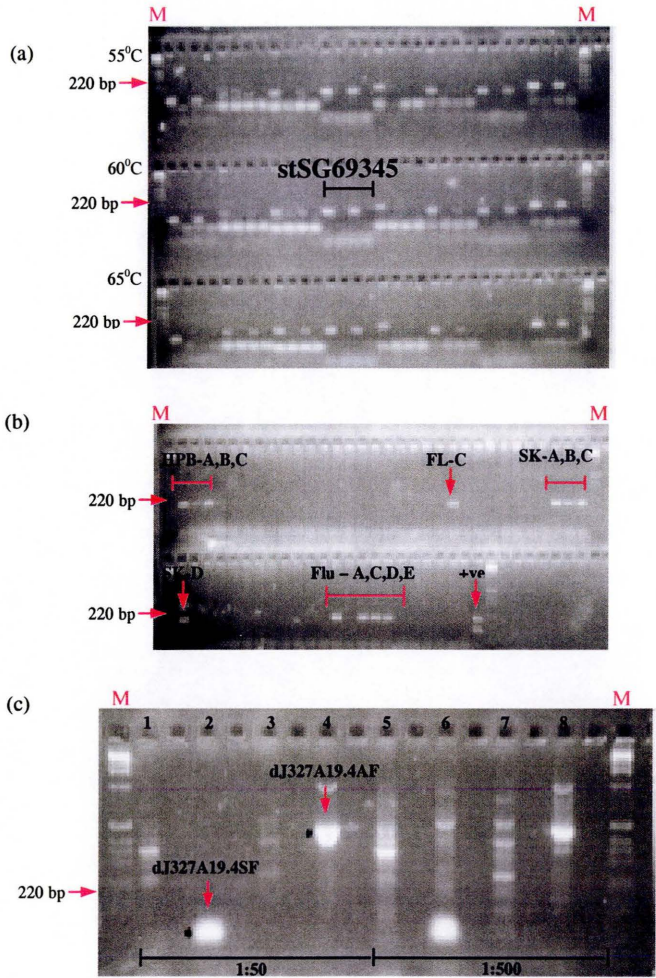 M M
(a)
55⁰C
220 bp
60⁰C
stSG69345
220 bp
65⁰C
220 bp
M M
(b)
HPB-A,B,C FL-C SK-A,B,C
220 bp
SK-D Flu – A,C,D,E +ve
220 bp
(c)
M M
1 2 3 4 5 6 7 8
dJ327A19.4AF
dJ327A19.4SF
220 bp
1:50 1:500